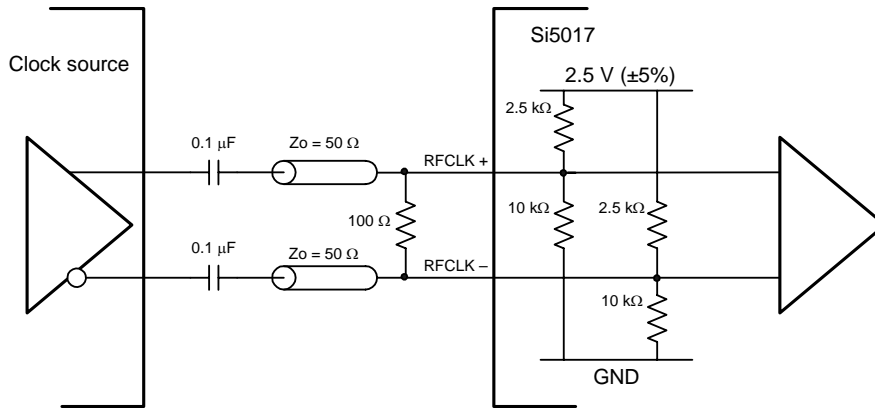 Si5017
Clock source
2.5 V (±5%)
2.5 kΩ
0.1 μF
Zo = 50 Ω
RFCLK +
10 kΩ
2.5 kΩ
100 Ω
0.1 μF
Zo = 50 Ω
RFCLK –
10 kΩ
GND